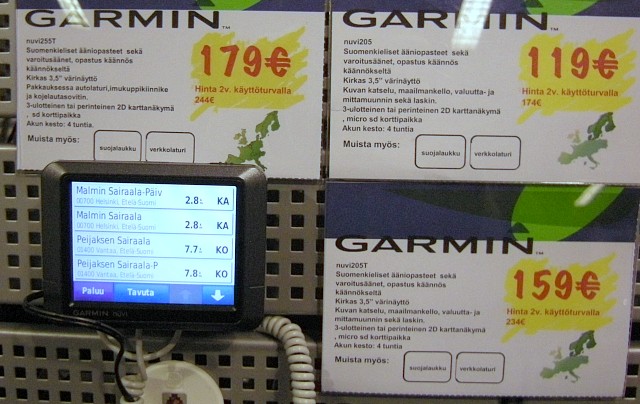 GARMIN™
nuvi255T
Suomenkieliset ääniopasteet sekä
varoitusäänet, opastus käännös
käännökseltä
Kirkas 3,5" värinäyttö
Pakkauksessa autolaturi,imukuppikiinnike
ja kojelautasovitin.
3-ulotteinen tai perinteinen 2D karttanäkymä
, sd korttipaikka
Akun kesto: 4 tuntia.
Muista myös:
suojalaukku
verkkolaturi
179€
Hinta 2v. käyttöturvalla
244€
GARMIN™
nuvi205
Suomenkieliset ääniopasteet sekä
varoitusäänet, opastus käännös
käännökseltä
Kirkas 3,5" värinäyttö
Kuvan katselu, maailmankello, valuutta- ja
mittamuunnin sekä laskin.
3-ulotteinen tai perinteinen 2D karttanäkymä
, micro sd korttipaikka
Akun kesto: 4 tuntia.
Muista myös:
suojalaukku
verkkolaturi
119€
Hinta 2v. käyttöturvalla
174€
Malmin Sairaala-Päiv
00700 Helsinki, Etelä-Suomi
2.8 KA
Malmin Sairaala
00700 Helsinki, Etelä-Suomi
2.8 KA
Peijaksen Sairaala
01400 Vantaa, Etelä-Suomi
7.7 KO
Peijaksen Sairaala-P
01400 Vantaa, Etelä-Suomi
7.8 KO
Paluu
Tavuta
GARMIN nüvi
GARMIN™
nuvi205T
Suomenkieliset ääniopasteet sekä
varoitusäänet, opastus käännös
käännökseltä
Kirkas 3,5" värinäyttö
Kuvan katselu, maailmankello, valuutta- ja
mittamuunnin sekä laskin.
3-ulotteinen tai perinteinen 2D karttanäkymä
, micro sd korttipaikka
Akun kesto: 4 tuntia.
Muista myös:
suojalaukku
verkkolaturi
159€
Hinta 2v. käyttöturvalla
234€